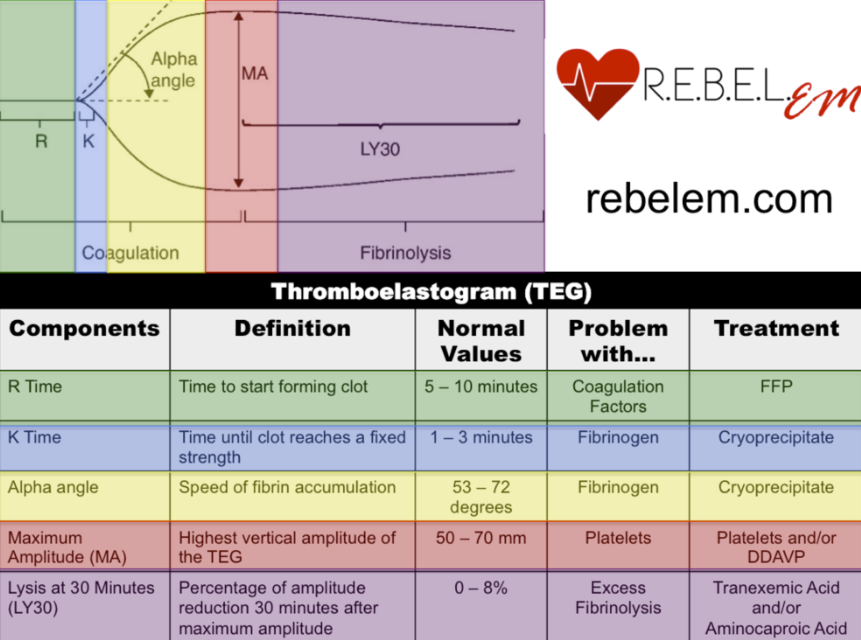 Alpha
angle
MA
R
K
LY30
Coagulation
Fibrinolysis
R.E.B.E.L.EM
rebelem.com
Thromboelastogram (TEG)
Components
Definition
Normal
Values
Problem
with...
Treatment
R Time
Time to start forming clot
5 – 10 minutes
Coagulation
Factors
FFP
K Time
Time until clot reaches a fixed
strength
1 – 3 minutes
Fibrinogen
Cryoprecipitate
Alpha angle
Speed of fibrin accumulation
53 – 72
degrees
Fibrinogen
Cryoprecipitate
Maximum
Amplitude (MA)
Highest vertical amplitude of
the TEG
50 – 70 mm
Platelets
Platelets and/or
DDAVP
Lysis at 30 Minutes
(LY30)
Percentage of amplitude
reduction 30 minutes after
maximum amplitude
0 – 8%
Excess
Fibrinolysis
Tranexemic Acid
and/or
Aminocaproic Acid